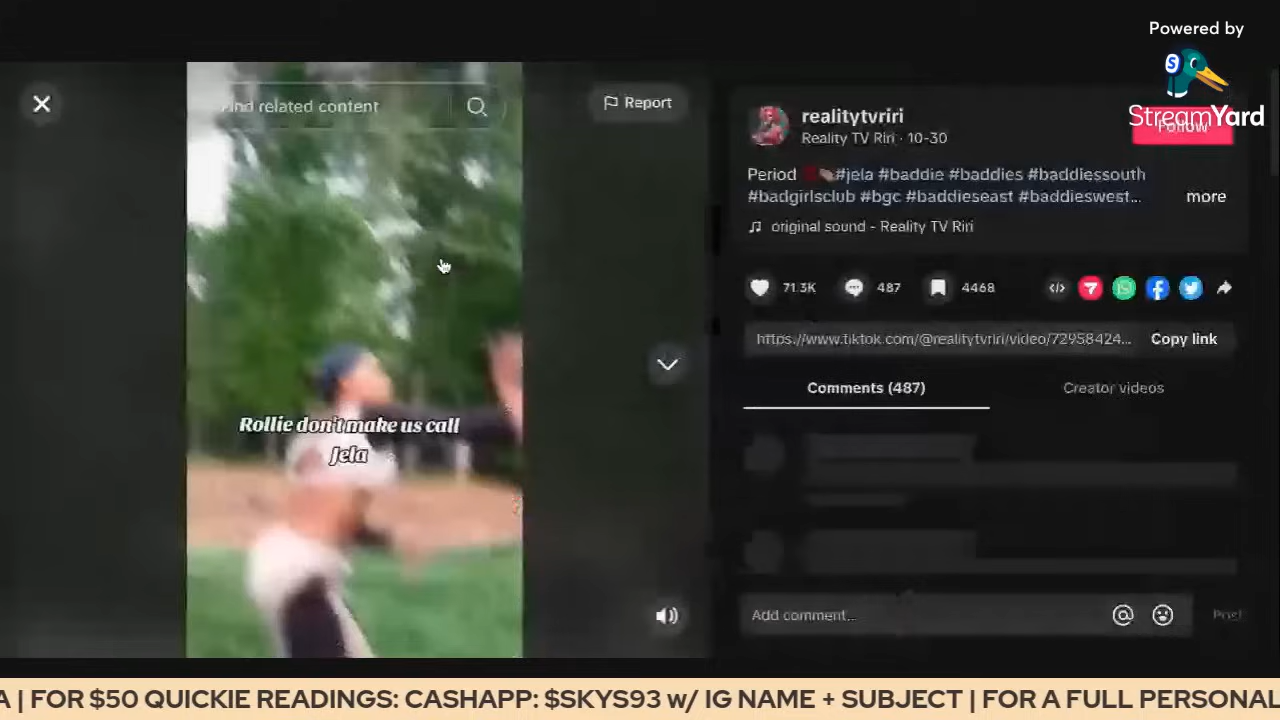 Powered by
StreamYard
Find related content
Report
realitytvriri
Reality TV Riri · 10-30
Follow
Period #jela #baddie #baddies #baddiessouth
#badgirlsclub #bgc #baddieseast #baddieswest...
more
original sound - Reality TV Riri
71.3K
487
4468
https://www.tiktok.com/@realitytvriri/video/72958424...
Copy link
Comments (487)
Creator videos
Rollie don't make us call
Jela
Add comment...
Post
A | FOR $50 QUICKIE READINGS: CASHAPP: $SKYS93 w/ IG NAME + SUBJECT | FOR A FULL PERSONAL